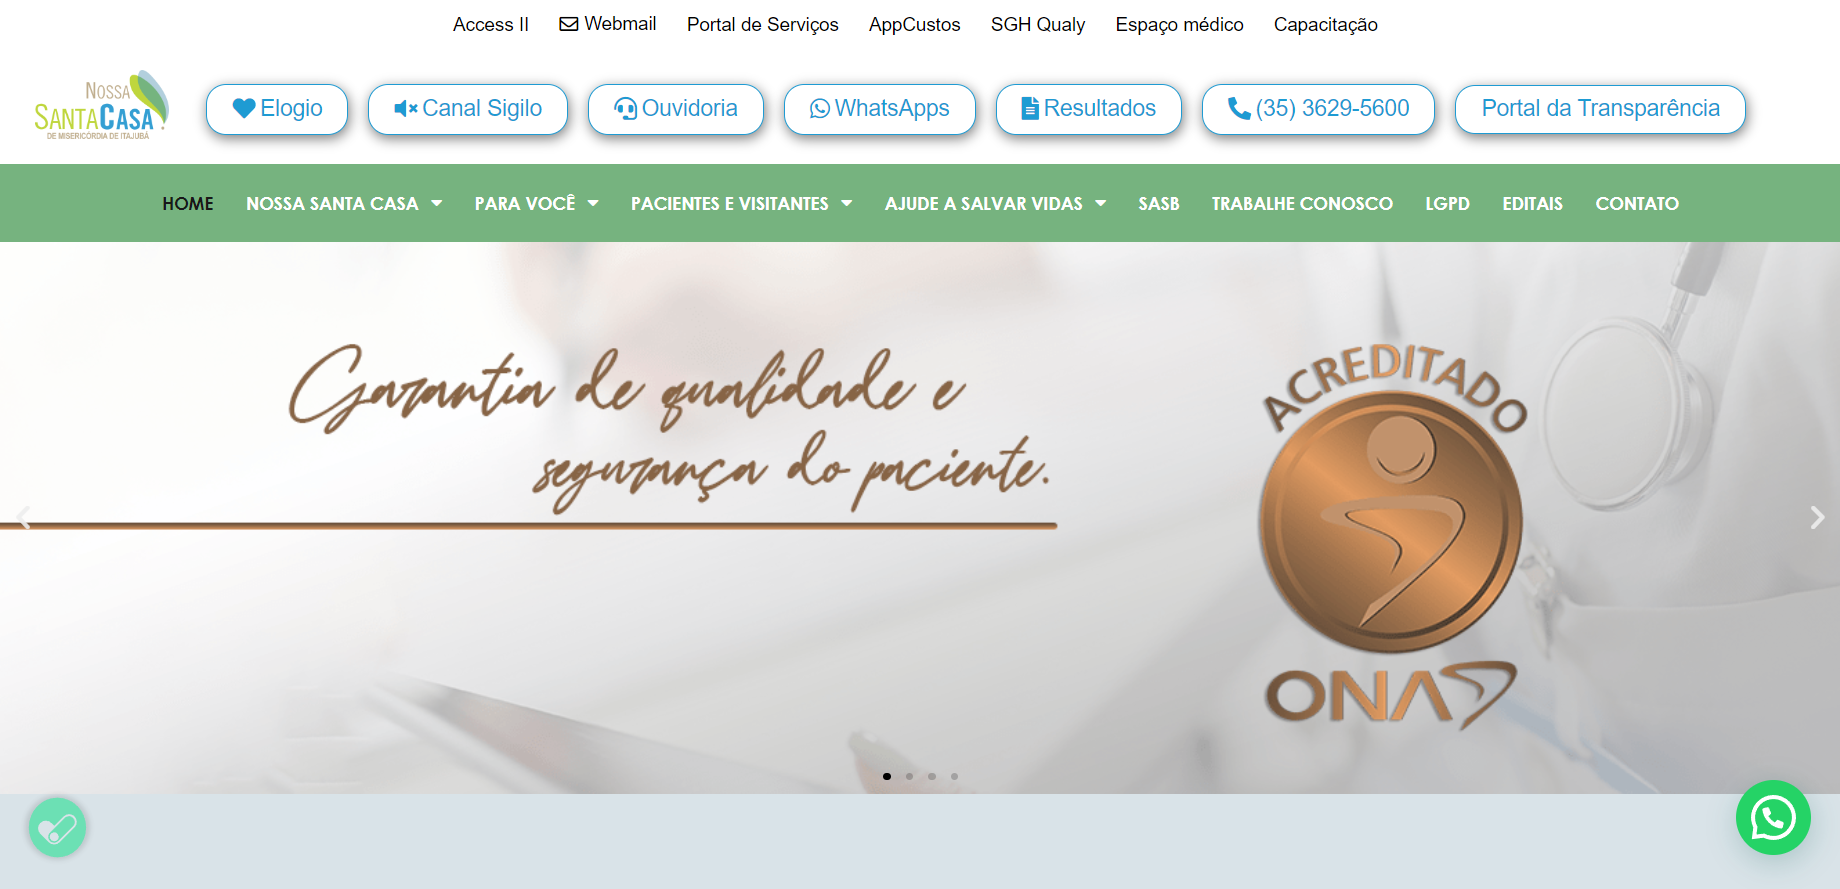 Access II
Webmail
Portal de Serviços
AppCustos
SGH Qualy
Espaço médico
Capacitação
NOSSA
SANTACASA
DE MISERICÓRDIA DE ITAJUBÁ
Elogio
Canal Sigilo
Ouvidoria
WhatsApps
Resultados
(35) 3629-5600
Portal da Transparência
HOME
NOSSA SANTA CASA
PARA VOCÊ
PACIENTES E VISITANTES
AJUDE A SALVAR VIDAS
SASB
TRABALHE CONOSCO
LGPD
EDITAIS
CONTATO
Garantia de qualidade e
segurança do paciente.
ACREDITADO
ONA